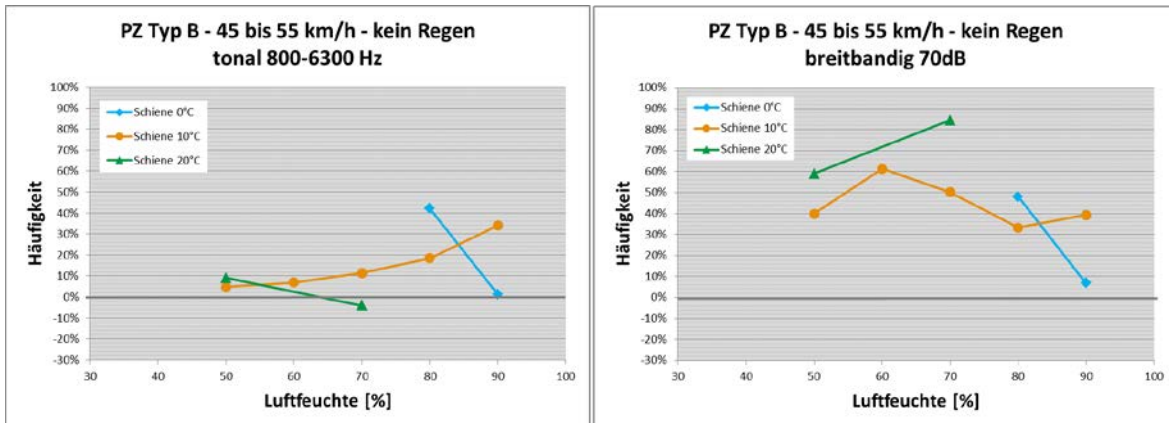 PZ Typ B - 45 bis 55 km/h - kein Regen
tonal 800-6300 Hz
100%
90%
80%
70%
60%
50%
40%
30%
20%
10%
0%
-10%
-20%
-30%
Häufigkeit
Schiene 0°C
Schiene 10°C
Schiene 20°C
30 40 50 60 70 80 90 100
Luftfeuchte [%]
PZ Typ B - 45 bis 55 km/h - kein Regen
breitbandig 70dB
100%
90%
80%
70%
60%
50%
40%
30%
20%
10%
0%
-10%
-20%
-30%
Häufigkeit
Schiene 0°C
Schiene 10°C
Schiene 20°C
30 40 50 60 70 80 90 100
Luftfeuchte [%]